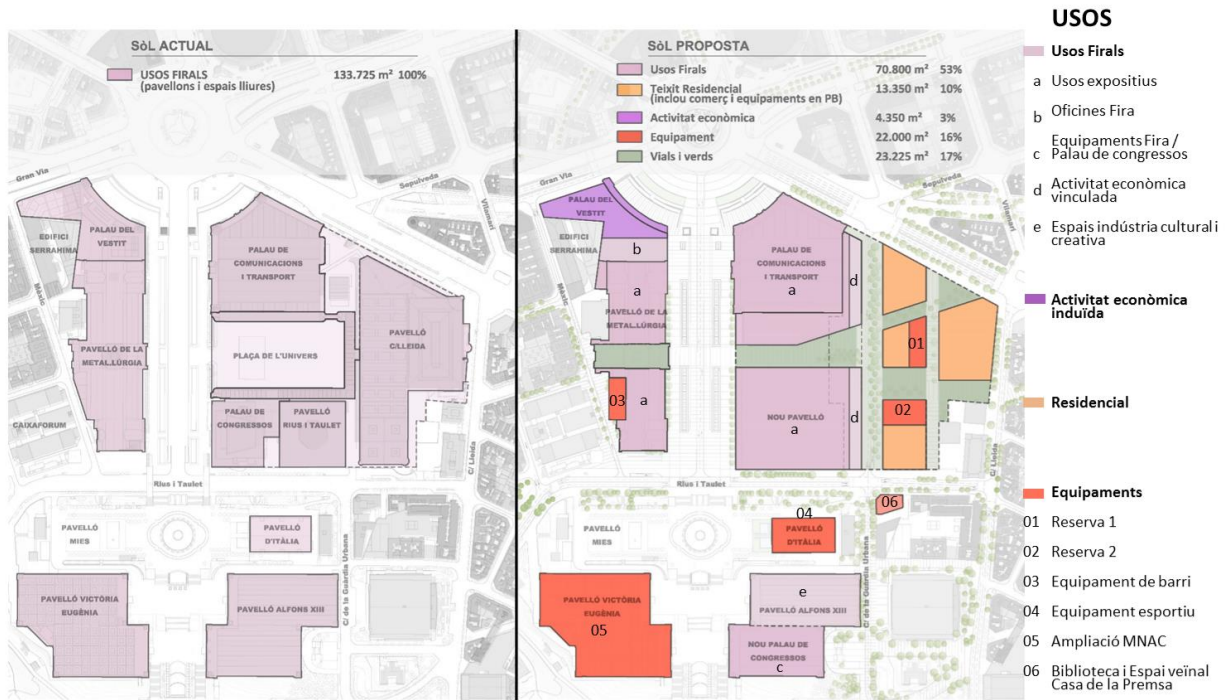 SòL ACTUAL
USOS FIRALS 133.725 m² 100%
(pavellons i espais lliures)
Gran Via
Sepulveda
Vilamarí
PALAU DEL
VESTIT
EDIFICI
SERRAHIMA
Mèxic
PALAU DE
COMUNICACIONS
I TRANSPORT
PAVELLÓ
C/LLEIDA
PAVELLÓ DE LA
METAL.LÚRGIA
PLAÇA DE L'UNIVERS
PALAU DE
CONGRESSOS
PAVELLÓ
RIUS I TAULET
CAIXAFORUM
C/ Lleida
Rius i Taulet
PAVELLÓ
MIES
PAVELLÓ
D'ITÀLIA
C/ de la Guàrdia Urbana
PAVELLÓ VICTÒRIA
EUGÈNIA
PAVELLÓ ALFONS XIII
SòL PROPOSTA
Usos Firals 70.800 m² 53%
Teixit Residencial 13.350 m² 10%
(inclou comerç i equipaments en PB)
Activitat econòmica 4.350 m² 3%
Equipament 22.000 m² 16%
Vials i verds 23.225 m² 17%
Gran Via
Sepulveda
Vilamarí
PALAU DEL
VESTIT
EDIFICI
SERRAHIMA
Mèxic
b
a
PAVELLÓ DE LA
METAL.LÚRGIA
PALAU DE
COMUNICACIONS
I TRANSPORT
a
d
01
03
a
NOU PAVELLÓ
a
d
02
CAIXAFORUM
C/ Lleida
Rius i Taulet
06
04
PAVELLÓ
MIES
PAVELLÓ
D'ITÀLIA
C/ de la Guàrdia Urbana
PAVELLÓ VICTÒRIA
EUGÈNIA
05
e
PAVELLÓ ALFONS XIII
NOU PALAU DE
CONGRESSOS
c
USOS
Usos Firals
a Usos expositius
b Oficines Fira
c Equipaments Fira /
Palau de congressos
d Activitat econòmica
vinculada
e Espais indústria cultural i
creativa
Activitat econòmica
induïda
Residencial
Equipaments
01 Reserva 1
02 Reserva 2
03 Equipament de barri
04 Equipament esportiu
05 Ampliació MNAC
06 Biblioteca i Espai veïnal
Casa de la Premsa